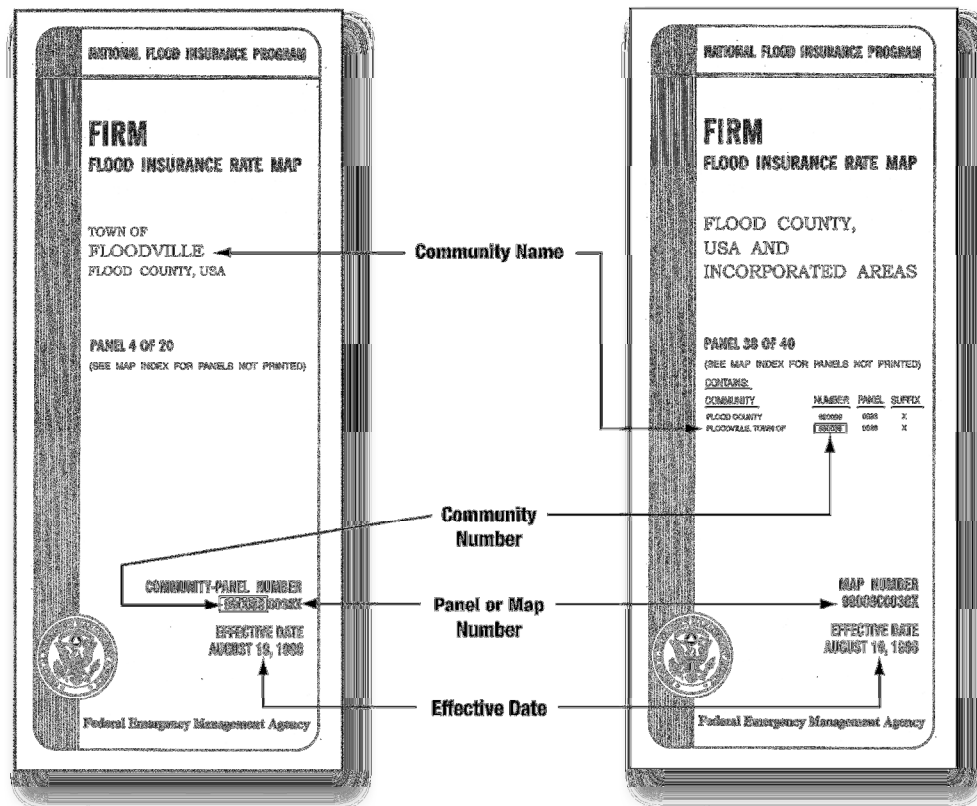 NATIONAL FLOOD INSURANCE PROGRAM
FIRM
FLOOD INSURANCE RATE MAP
TOWN OF
FLOODVILLE
FLOOD COUNTY, USA
PANEL 4 OF 20
(SEE MAP INDEX FOR PANELS NOT PRINTED)
COMMUNITY-PANEL NUMBER
EFFECTIVE DATE
Federal Emergency Management Agency
Community Name
Community
Number
Panel or Map
Number
Effective Date
NATIONAL FLOOD INSURANCE PROGRAM
FIRM
FLOOD INSURANCE RATE MAP
FLOOD COUNTY,
USA AND
INCORPORATED AREAS
PANEL 38 OF 40
(SEE MAP INDEX FOR PANELS NOT PRINTED)
CONTAINS:
COMMUNITY NUMBER PANEL SUFFIX
FLOOD COUNTY X
FLOODVILLE, TOWN OF X
MAP NUMBER
EFFECTIVE DATE
Federal Emergency Management Agency